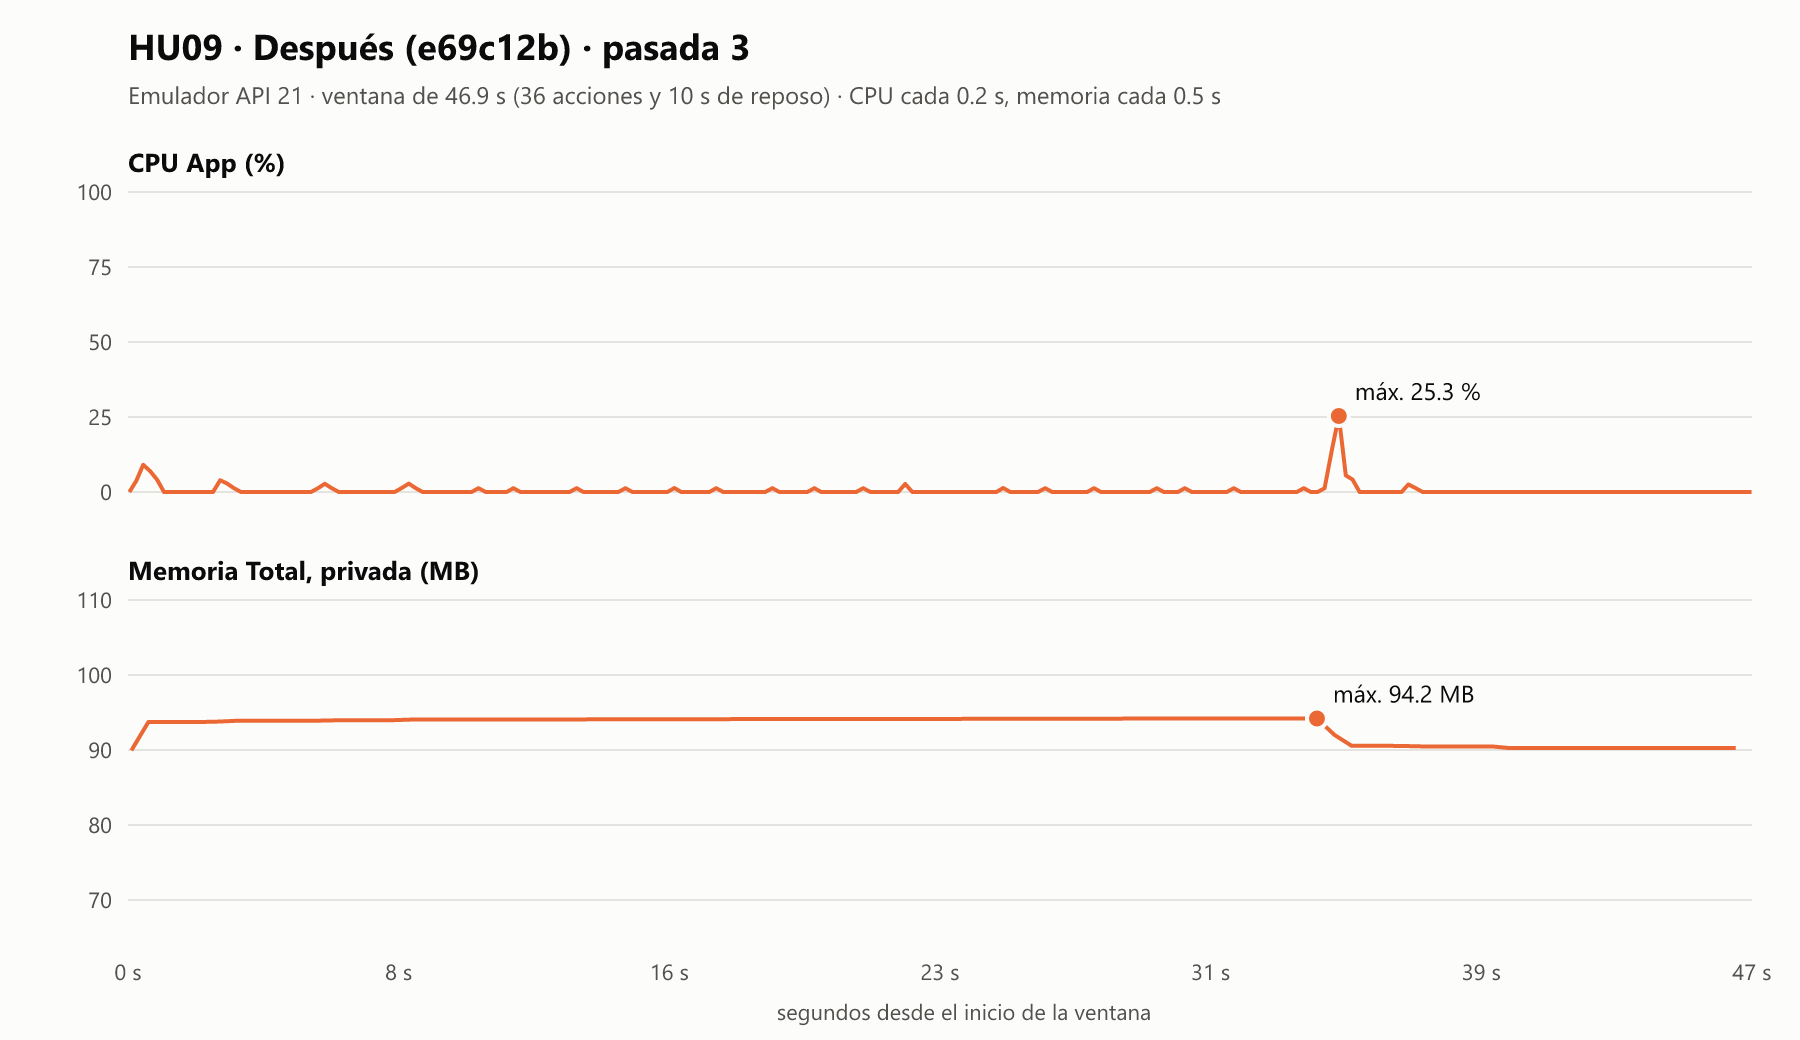 HU09 · Después (e69c12b) · pasada 3
Emulador API 21 · ventana de 46.9 s (36 acciones y 10 s de reposo) · CPU cada 0.2 s, memoria cada 0.5 s
CPU App (%)
100
75
50
máx. 25.3 %
25
0
Memoria Total, privada (MB)
110
100
máx. 94.2 MB
90
80
70
0 s 8 s 16 s 23 s 31 s 39 s 47 s
segundos desde el inicio de la ventana